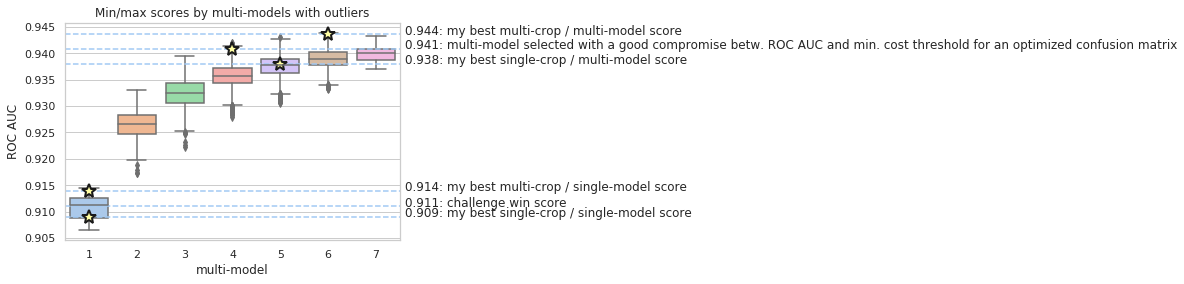 Min/max scores by multi-models with outliers
0.945
0.944: my best multi-crop / multi-model score
0.941: multi-model selected with a good compromise betw. ROC AUC and min. cost threshold for an optimized confusion matrix
0.940
0.938: my best single-crop / multi-model score
0.935
0.930
0.925
ROC AUC
0.920
0.915
0.914: my best multi-crop / single-model score
0.911: challenge win score
0.910
0.909: my best single-crop / single-model score
0.905
1 2 3 4 5 6 7
multi-model